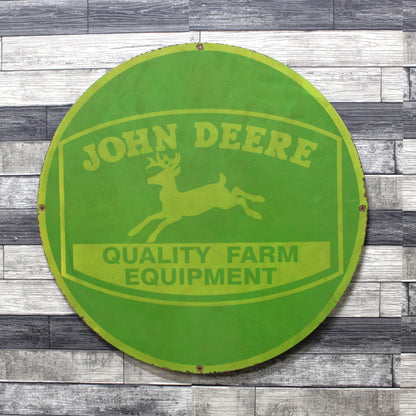 JOHN DEERE
QUALITY FARM
EQUIPMENT